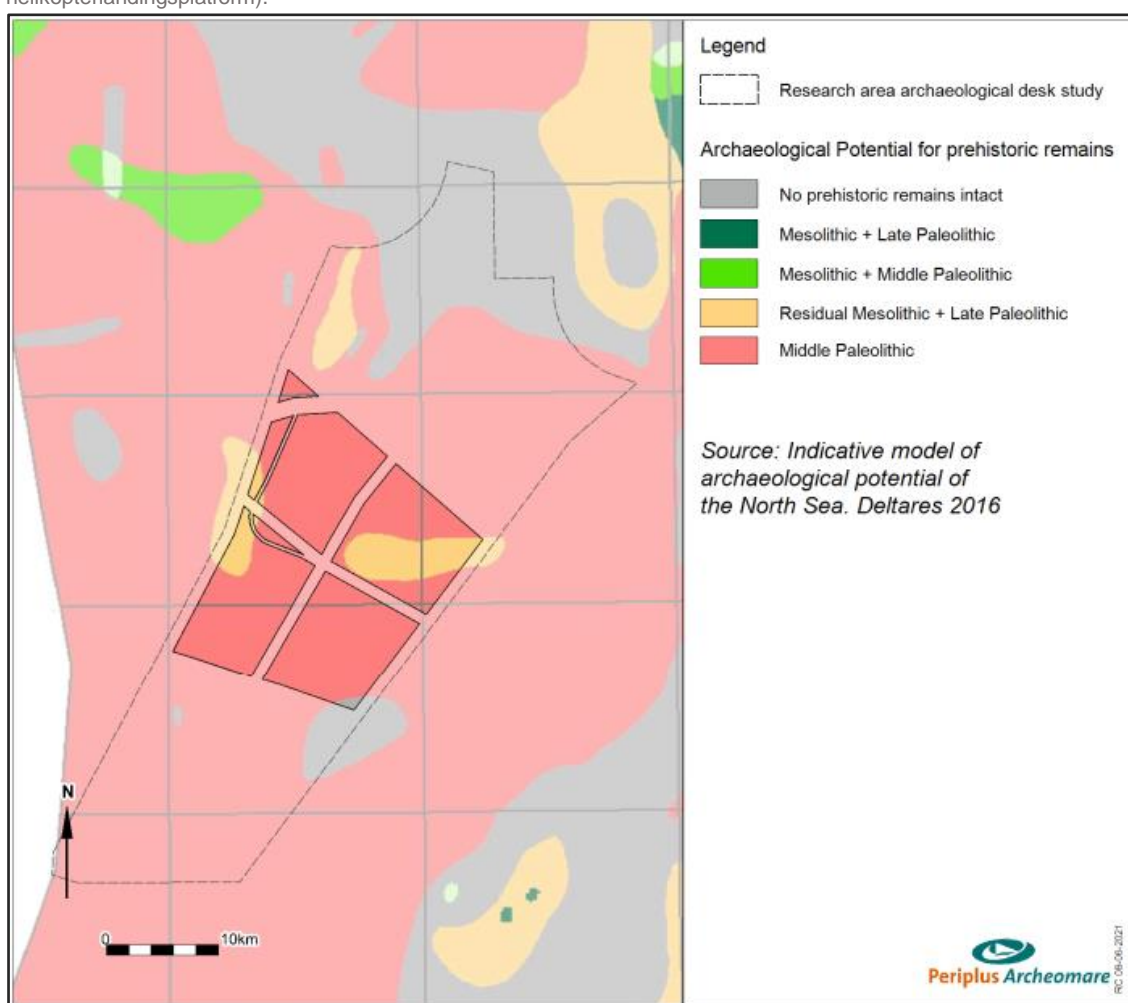 helikopterlandingsplatform).
Legend
Research area archaeological desk study
Archaeological Potential for prehistoric remains
No prehistoric remains intact
Mesolithic + Late Paleolithic
Mesolithic + Middle Paleolithic
Residual Mesolithic + Late Paleolithic
Middle Paleolithic
Source: Indicative model of
archaeological potential of
the North Sea. Deltares 2016
N
0 10km
Periplus Archeomare
RC 09-06-2021